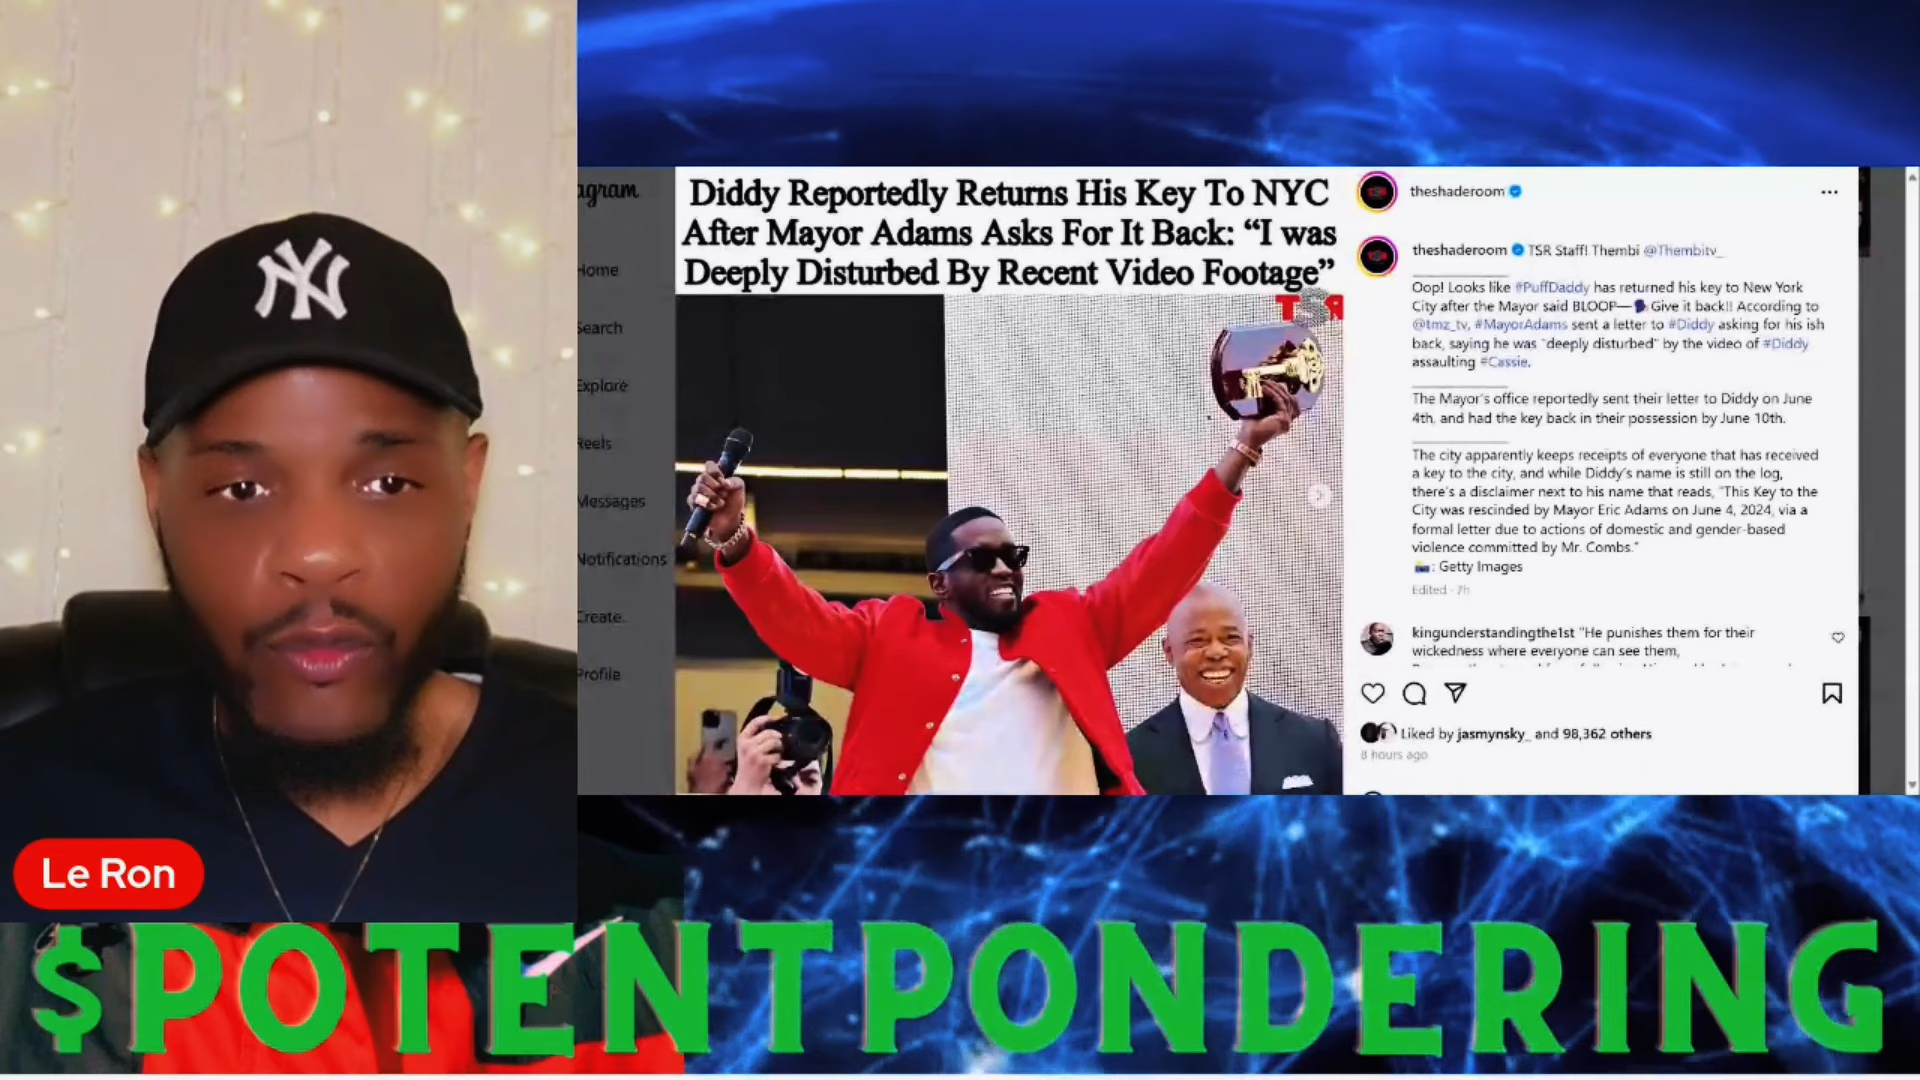 NY
Le Ron
agram
Home
Search
Explore
Reels
Messages
Notifications
Create
Profile
Diddy Reportedly Returns His Key To NYC
After Mayor Adams Asks For It Back: “I was
Deeply Disturbed By Recent Video Footage”
TSR
theshaderoom
theshaderoom TSR Staff! Thembi @Thembitv_
Oop! Looks like #PuffDaddy has returned his key to New York
City after the Mayor said BLOOP—🗣Give it back!! According to
@tmz_tv, #MayorAdams sent a letter to #Diddy asking for his ish
back, saying he was "deeply disturbed" by the video of #Diddy
assaulting #Cassie.
The Mayor's office reportedly sent their letter to Diddy on June
4th, and had the key back in their possession by June 10th.
The city apparently keeps receipts of everyone that has received
a key to the city, and while Diddy's name is still on the log,
there's a disclaimer next to his name that reads, "This Key to the
City was rescinded by Mayor Eric Adams on June 4, 2024, via a
formal letter due to actions of domestic and gender-based
violence committed by Mr. Combs."
📷: Getty Images
Edited · 7h
kingunderstandingthe1st "He punishes them for their
wickedness where everyone can see them,
Liked by jasmynsky_ and 98,362 others
8 hours ago
$POTENTPONDERING